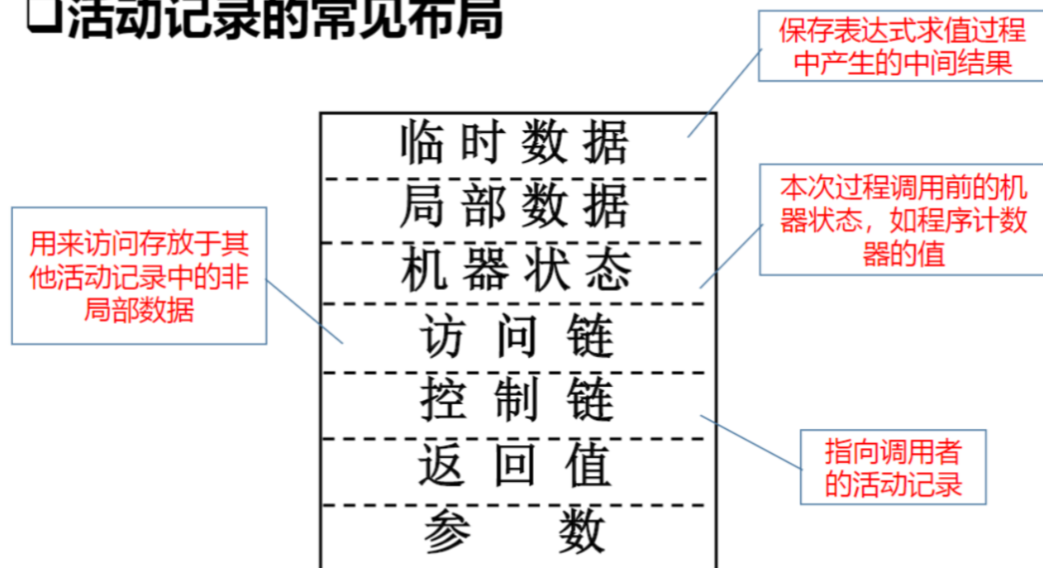 ❑活动记录的常见布局
保存表达式求值过程
中产生的中间结果
临时数据
局部数据
本次过程调用前的机
器状态，如程序计数
器的值
机器状态
用来访问存放于其
他活动记录中的非
局部数据
访问链
控制链
指向调用者
的活动记录
返回值
参数